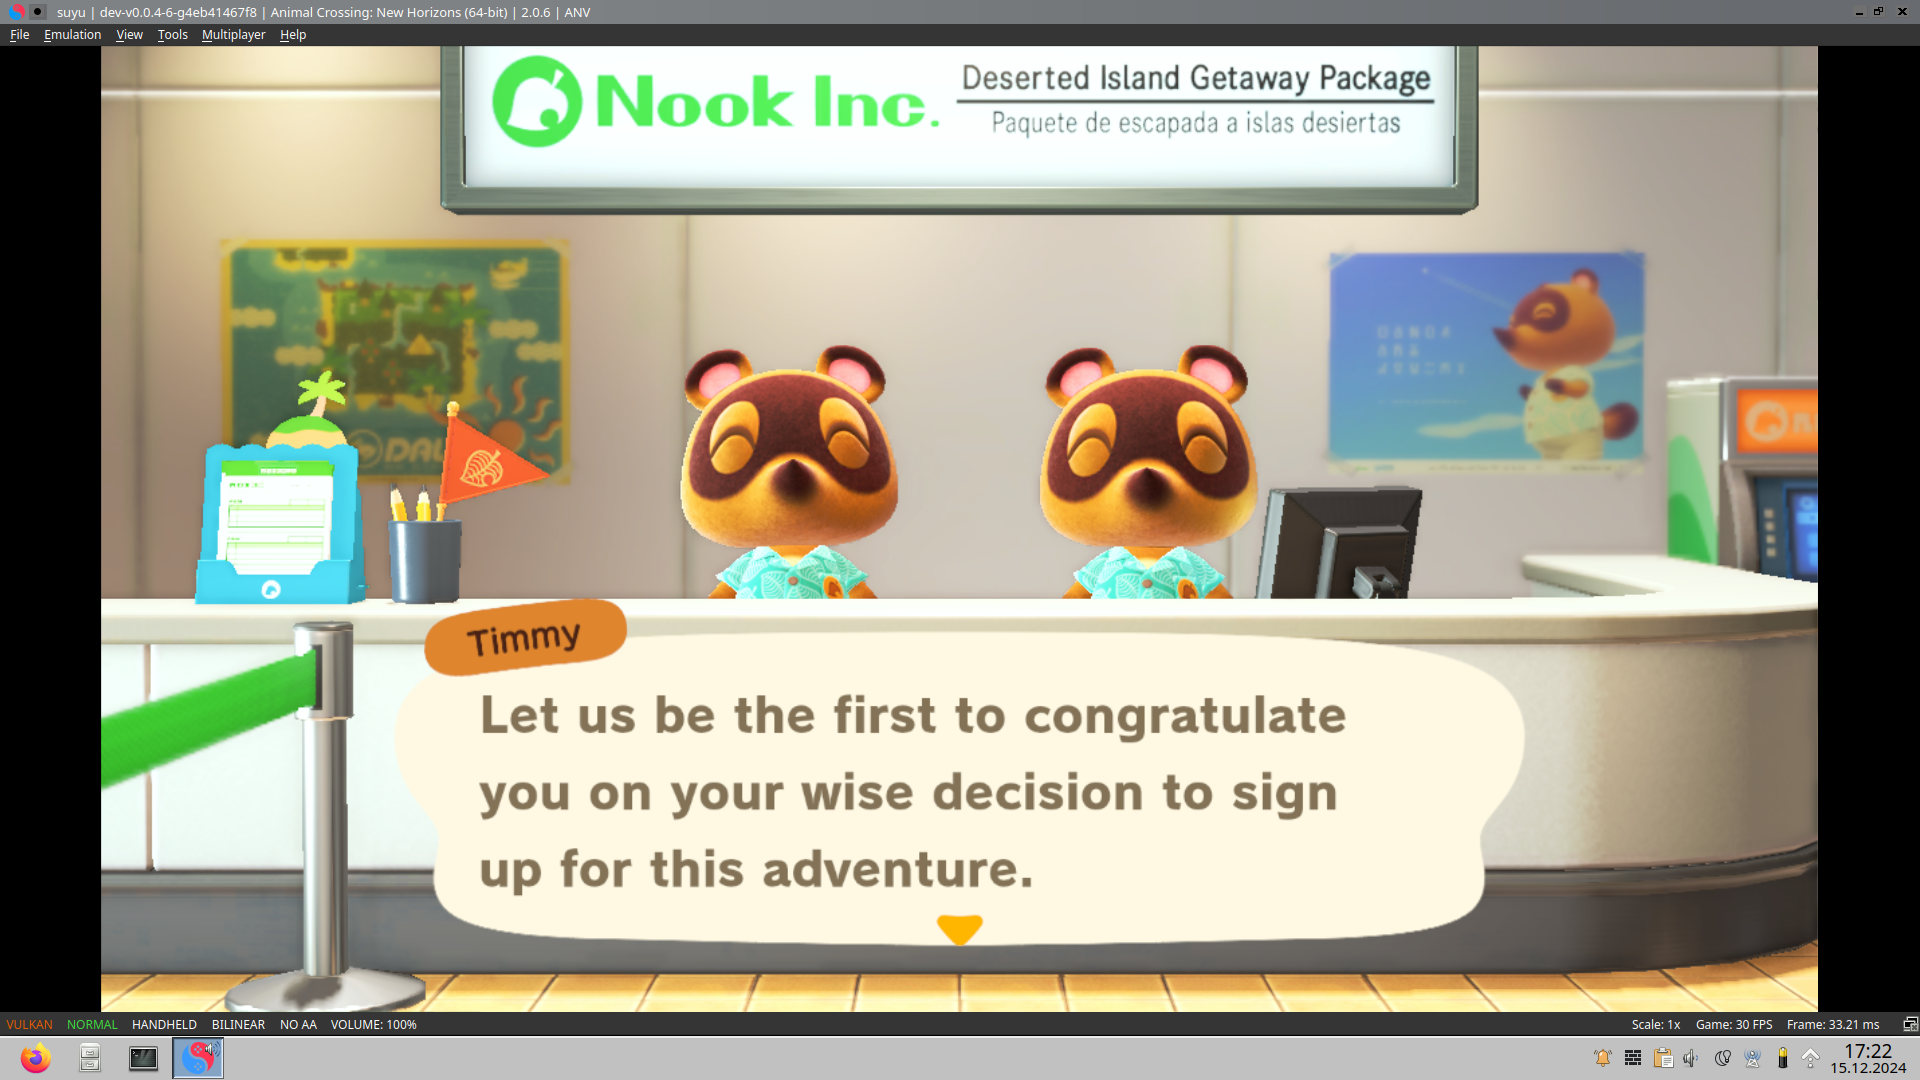 suyu | dev-v0.0.4-6-g4eb41467f8 | Animal Crossing: New Horizons (64-bit) | 2.0.6 | ANV
File Emulation View Tools Multiplayer Help
Nook Inc.
Deserted Island Getaway Package
Paquete de escapada a islas desiertas
Timmy
Let us be the first to congratulate
you on your wise decision to sign
up for this adventure.
VULKAN NORMAL HANDHELD BILINEAR NO AA VOLUME: 100% Scale: 1x Game: 30 FPS Frame: 33.21 ms
17:22
15.12.2024